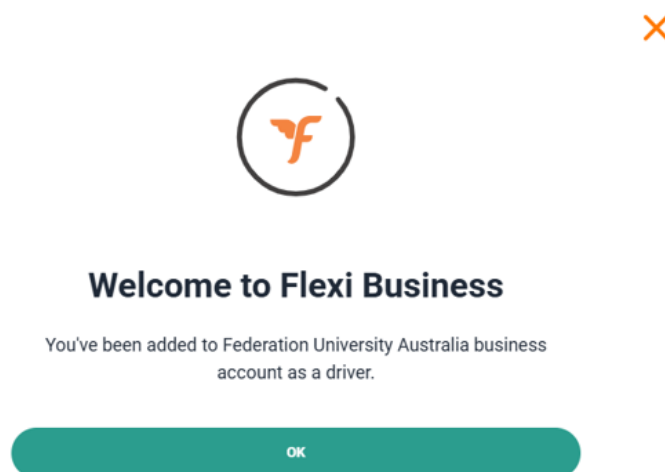 Welcome to Flexi Business
You've been added to Federation University Australia business
account as a driver.
OK